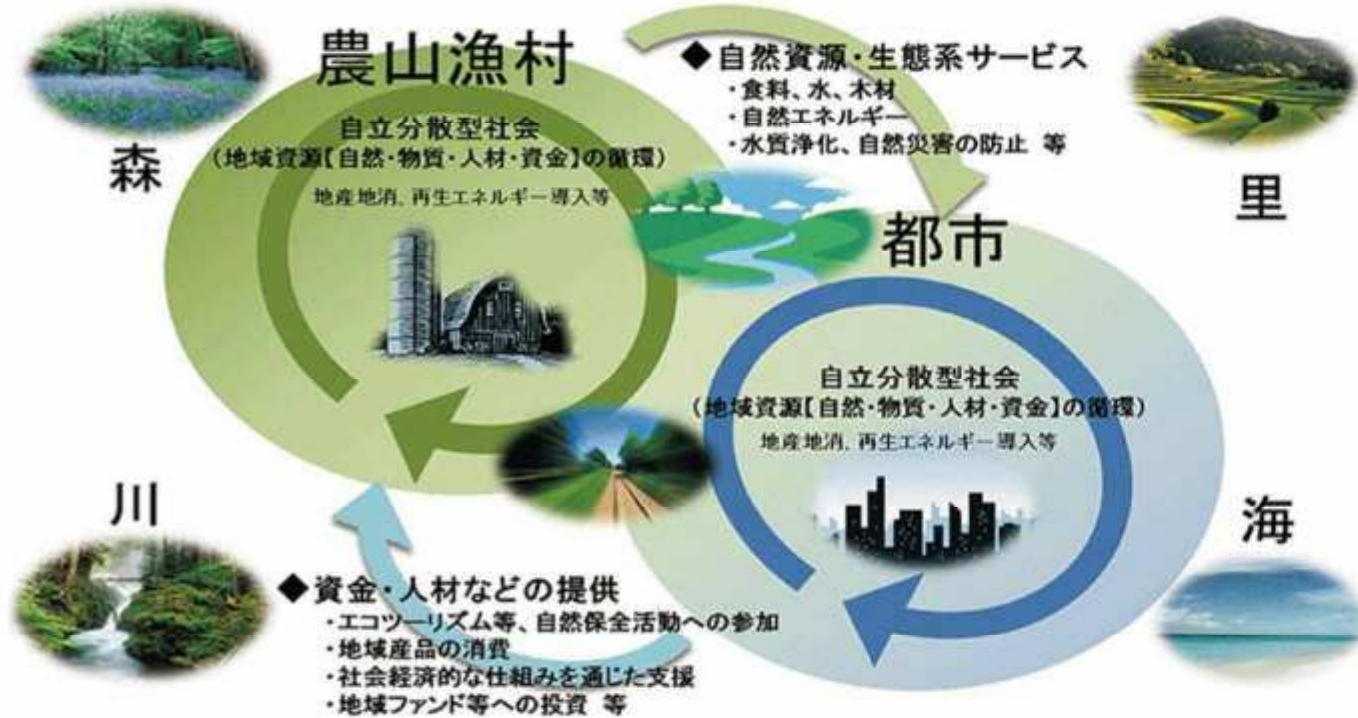 農山漁村
森
自立分散型社会
(地域資源【自然・物質・人材・資金】の循環)
地産地消、再生エネルギー導入等
◆自然資源・生態系サービス
・食料、水、木材
・自然エネルギー
・水質浄化、自然災害の防止 等
里
都市
自立分散型社会
(地域資源【自然・物質・人材・資金】の循環)
地産地消、再生エネルギー導入等
川
海
◆資金・人材などの提供
・エコツーリズム等、自然保全活動への参加
・地域産品の消費
・社会経済的な仕組みを通じた支援
・地域ファンド等への投資 等